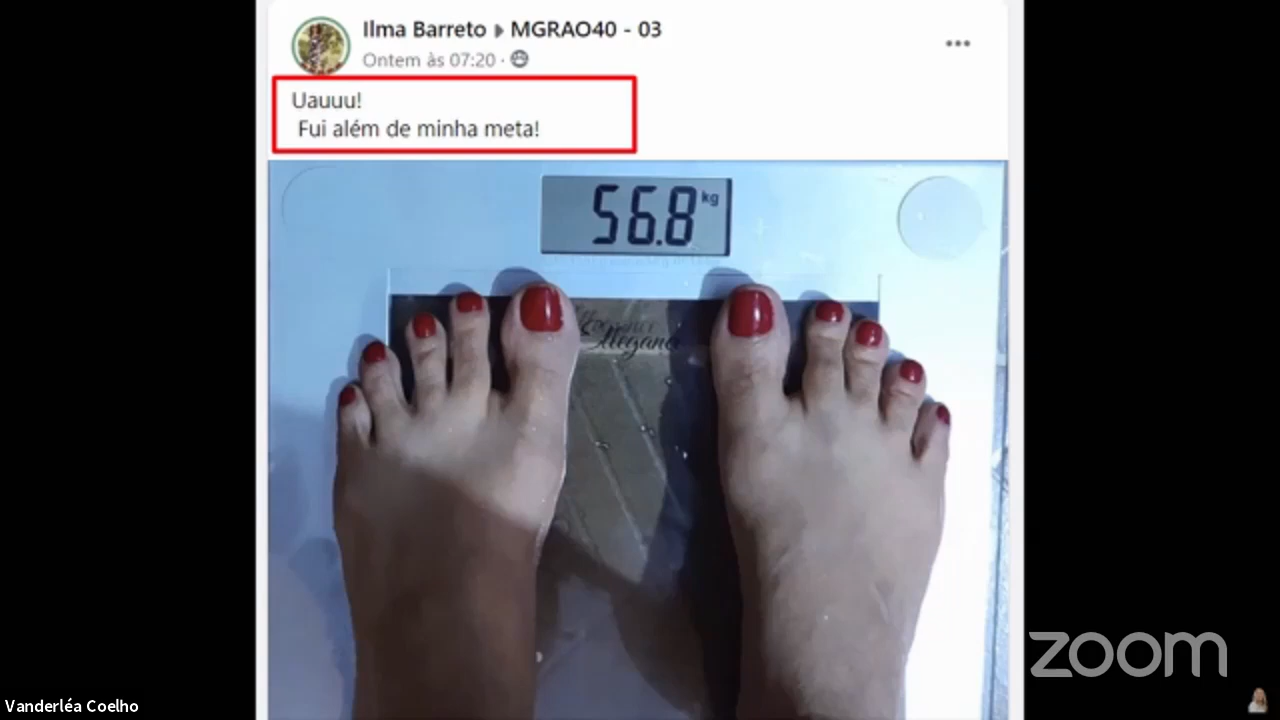 Ilma Barreto ▸ MGRAO40 - 03
Ontem às 07:20 ·
Uauuu!
Fui além de minha meta!
56.8 kg
zoom
Vanderléa Coelho